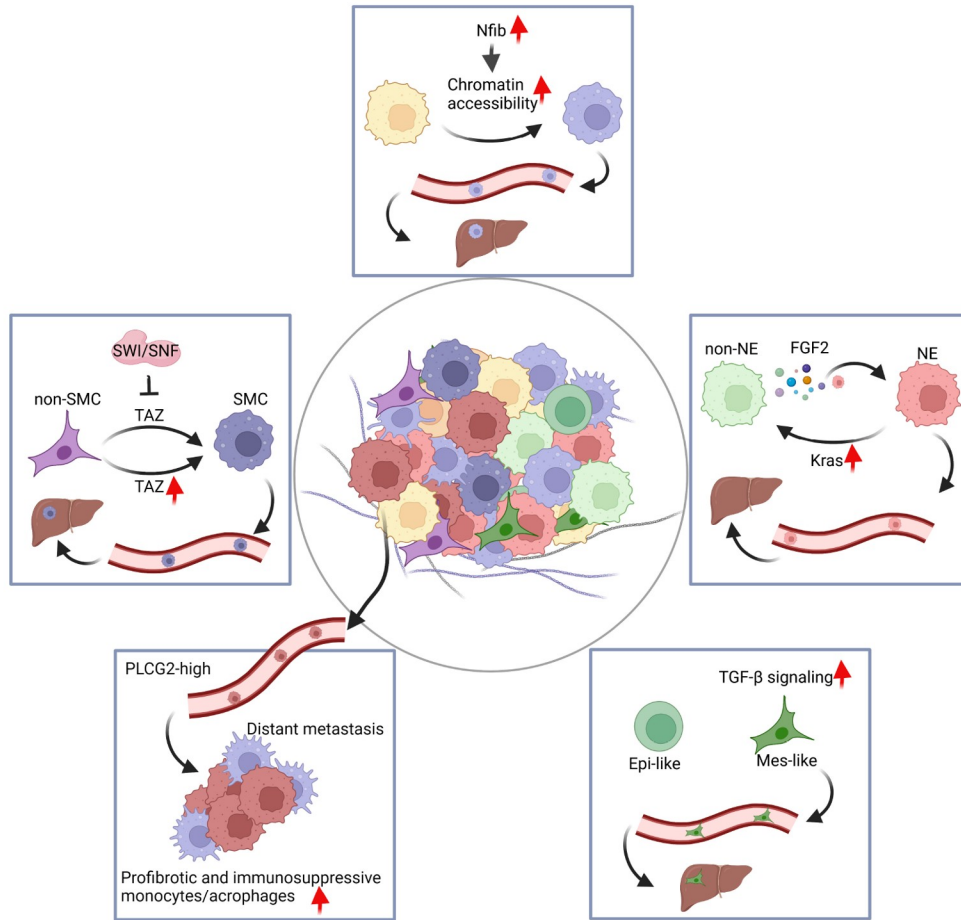 Nfib
Chromatin
accessibility
SWI/SNF
non-SMC
TAZ
SMC
TAZ
non-NE
FGF2
NE
Kras
PLCG2-high
Distant metastasis
Profibrotic and immunosuppressive
monocytes/acrophages
TGF-β signaling
Epi-like
Mes-like